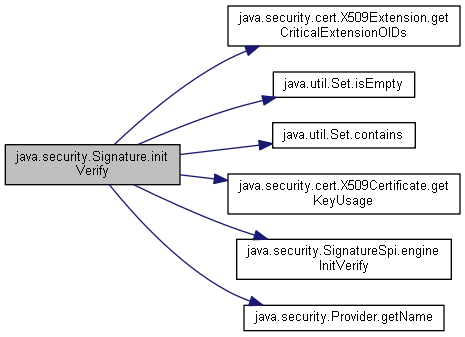 java.security.Signature.init
Verify
java.security.cert.X509Extension.get
CriticalExtensionOIDs
java.util.Set.isEmpty
java.util.Set.contains
java.security.cert.X509Certificate.get
KeyUsage
java.security.SignatureSpi.engine
InitVerify
java.security.Provider.getName